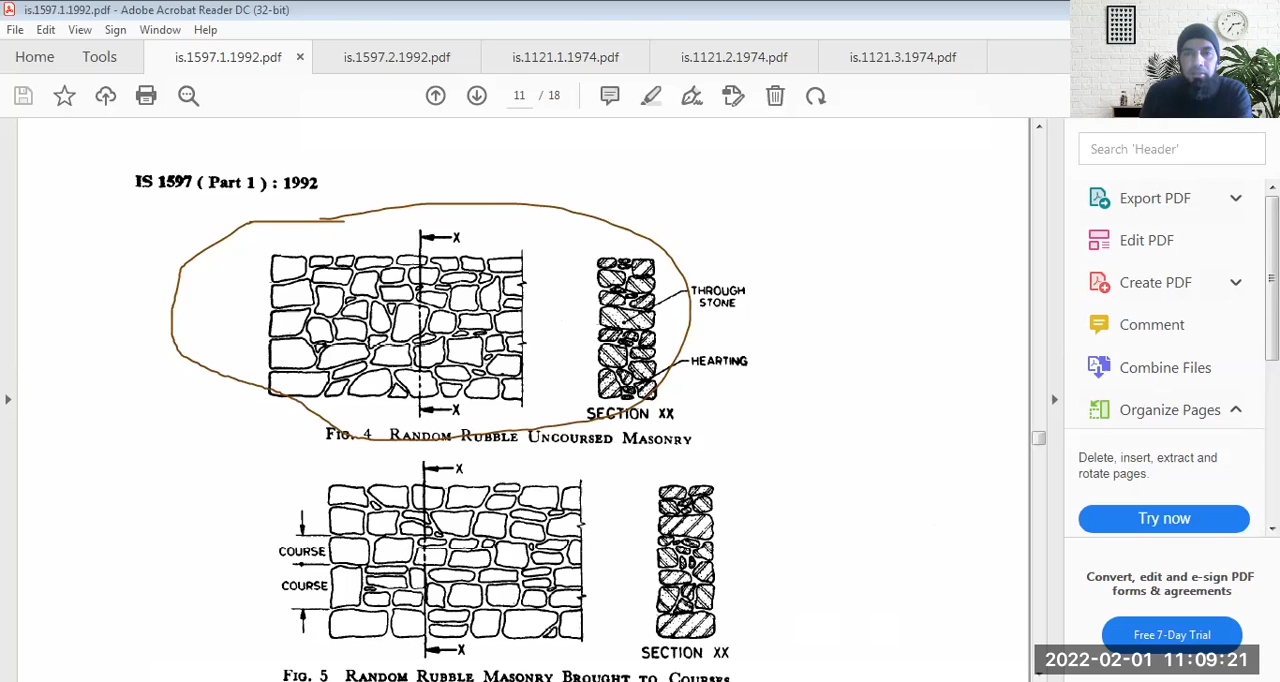 is.1597.1.1992.pdf - Adobe Acrobat Reader DC (32-bit)
File Edit View Sign Window Help
Home Tools is.1597.1.1992.pdf × is.1597.2.1992.pdf is.1121.1.1974.pdf is.1121.2.1974.pdf is.1121.3.1974.pdf
11 / 18
Search 'Header'
IS 1597 ( Part 1 ) : 1992
Export PDF
X
Edit PDF
THROUGH
STONE
Create PDF
Comment
HEARTING
Combine Files
X
SECTION XX
Organize Pages
FIG. 4 RANDOM RUBBLE UNCOURSED MASONRY
Delete, insert, extract and
rotate pages.
X
Try now
COURSE
COURSE
Convert, edit and e-sign PDF
forms & agreements
Free 7-Day Trial
X
SECTION XX
2022-02-01 11:09:21
FIG. 5 RANDOM RUBBLE MASONRY BROUGHT TO COURSES